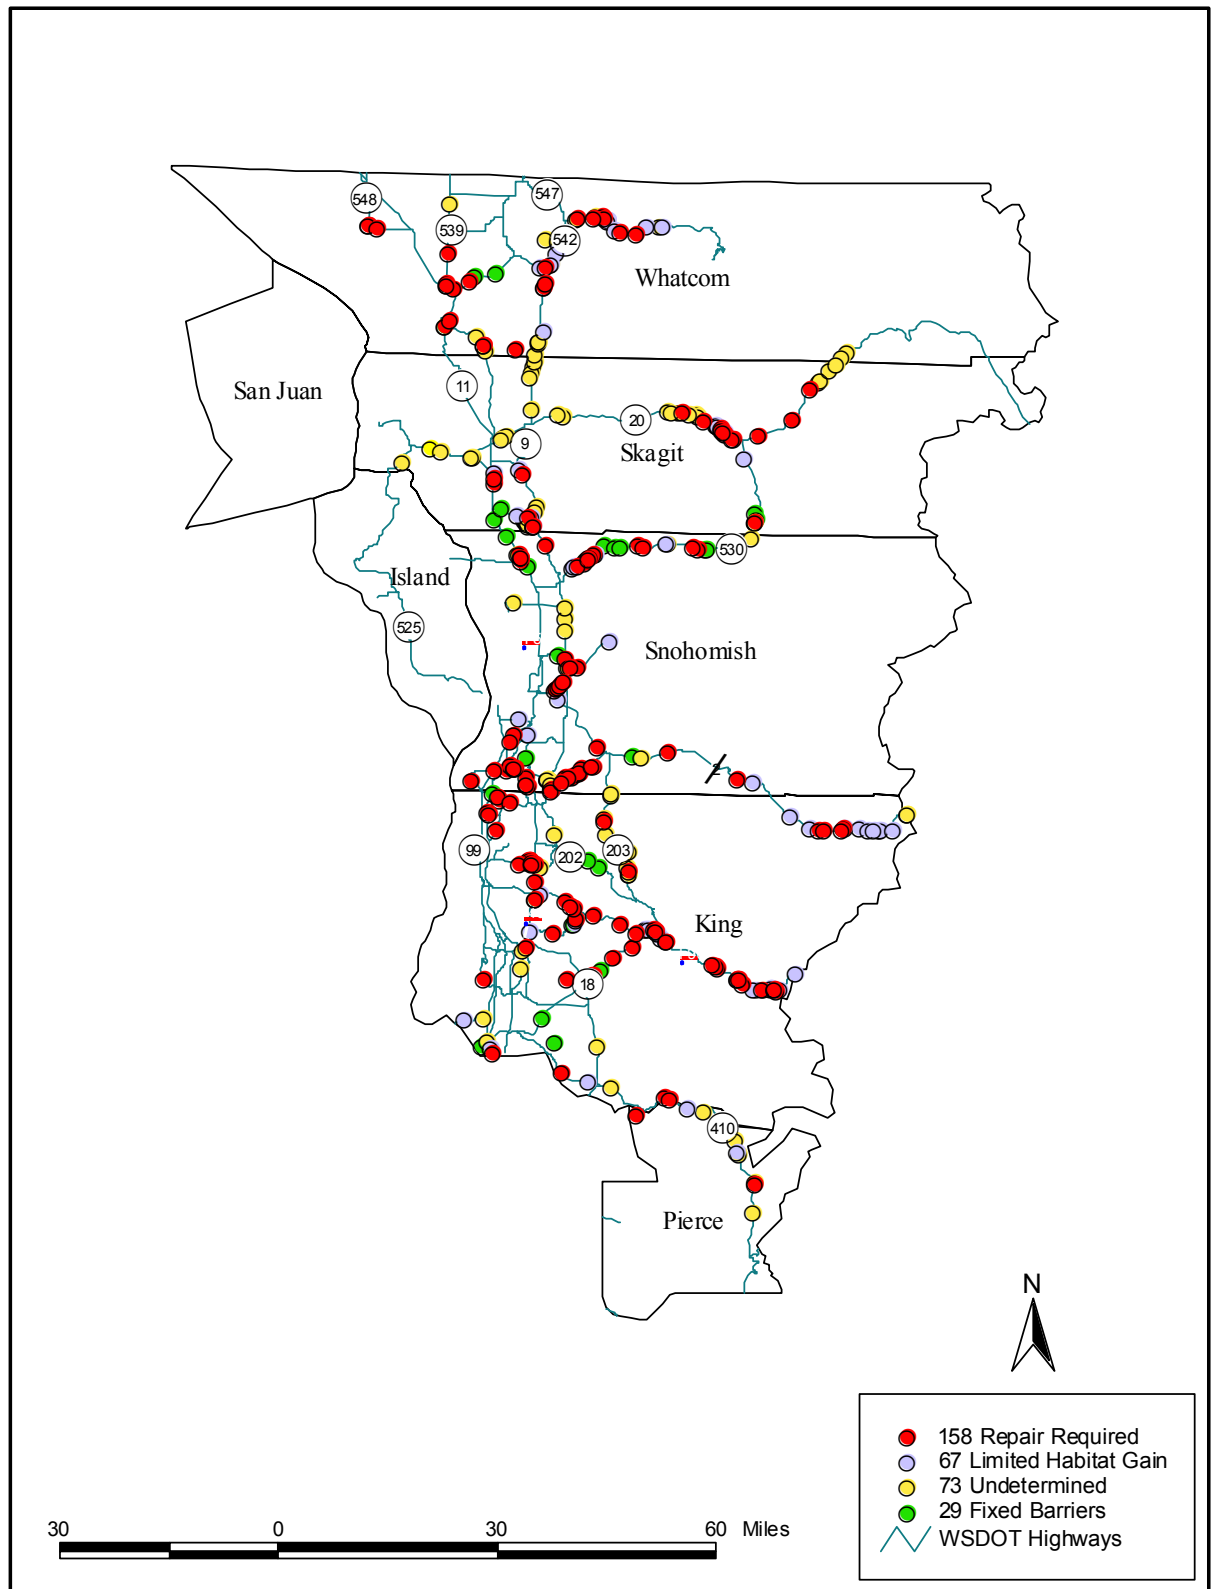 547
548
539
542
Whatcom
San Juan
11
20
9
Skagit
530
Island
525
Snohomish
2
99
202
203
King
18
410
Pierce
N
158 Repair Required
67 Limited Habitat Gain
73 Undetermined
29 Fixed Barriers
WSDOT Highways
30 0 30 60 Miles